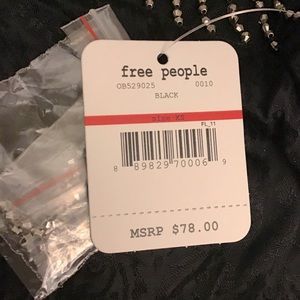 free people
OB529025 0010
BLACK
size:XS
FL_11
8 89829 70006 9
MSRP $78.00